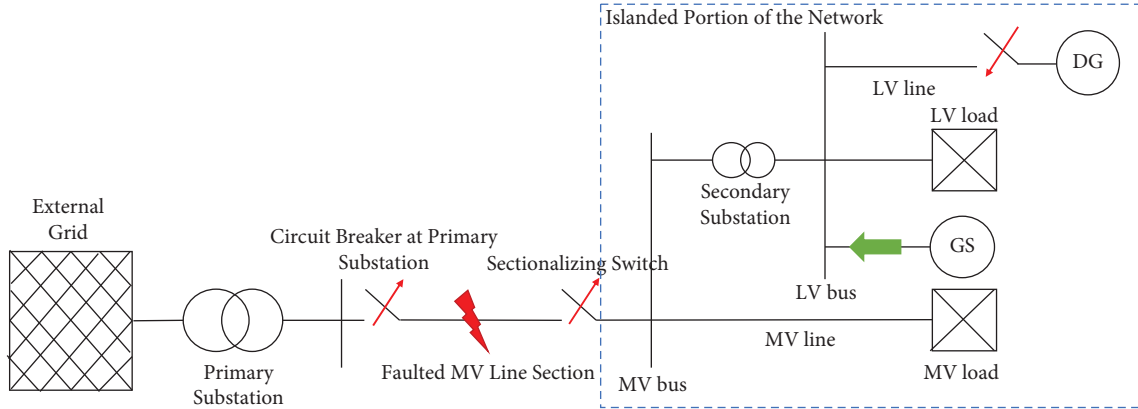 Islanded Portion of the Network
DG
LV line
LV load
Secondary
Substation
External
Grid
Circuit Breaker at Primary
Substation
Sectionalizing Switch
GS
LV bus
MV line
Primary
Substation
Faulted MV Line Section
MV bus
MV load